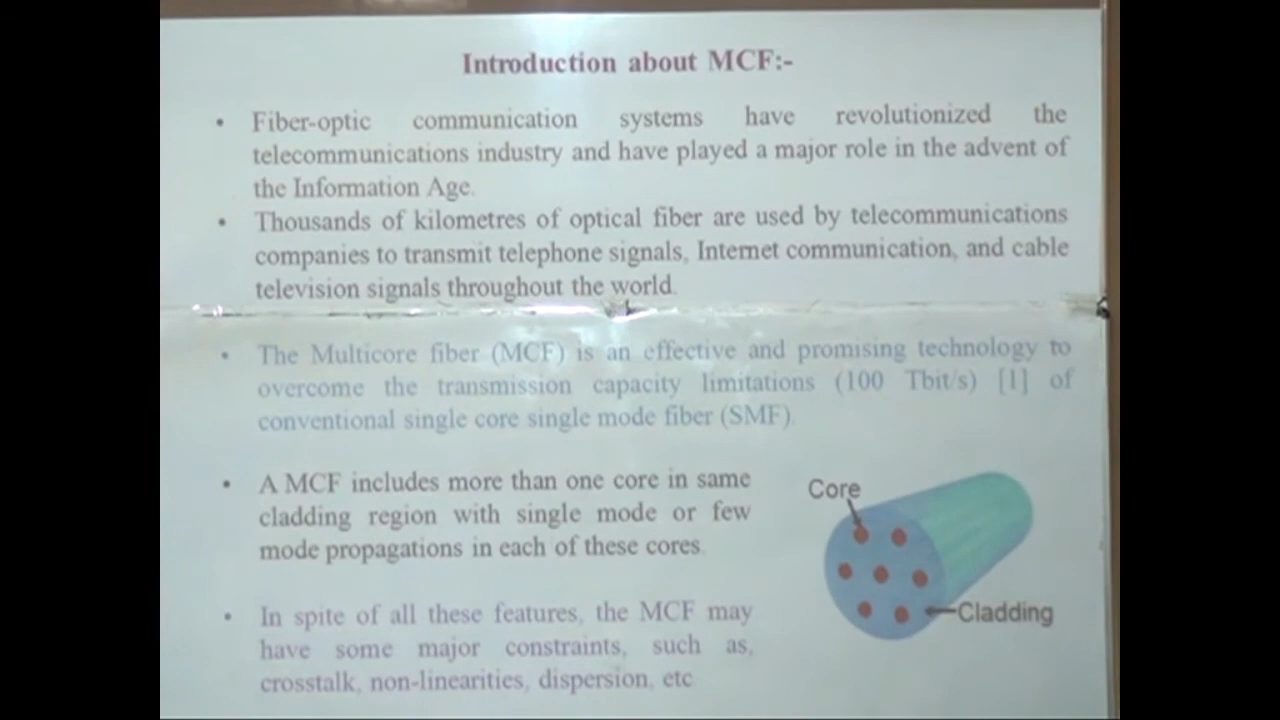 Introduction about MCF:-
• Fiber-optic communication systems have revolutionized the
telecommunications industry and have played a major role in the advent of
the Information Age.
• Thousands of kilometres of optical fiber are used by telecommunications
companies to transmit telephone signals, Internet communication, and cable
television signals throughout the world.
• The Multicore fiber (MCF) is an effective and promising technology to
overcome the transmission capacity limitations (100 Tbit/s) [1] of
conventional single core single mode fiber (SMF).
• A MCF includes more than one core in same
cladding region with single mode or few
mode propagations in each of these cores.
Core
Cladding
• In spite of all these features, the MCF may
have some major constraints, such as,
crosstalk, non-linearities, dispersion, etc.